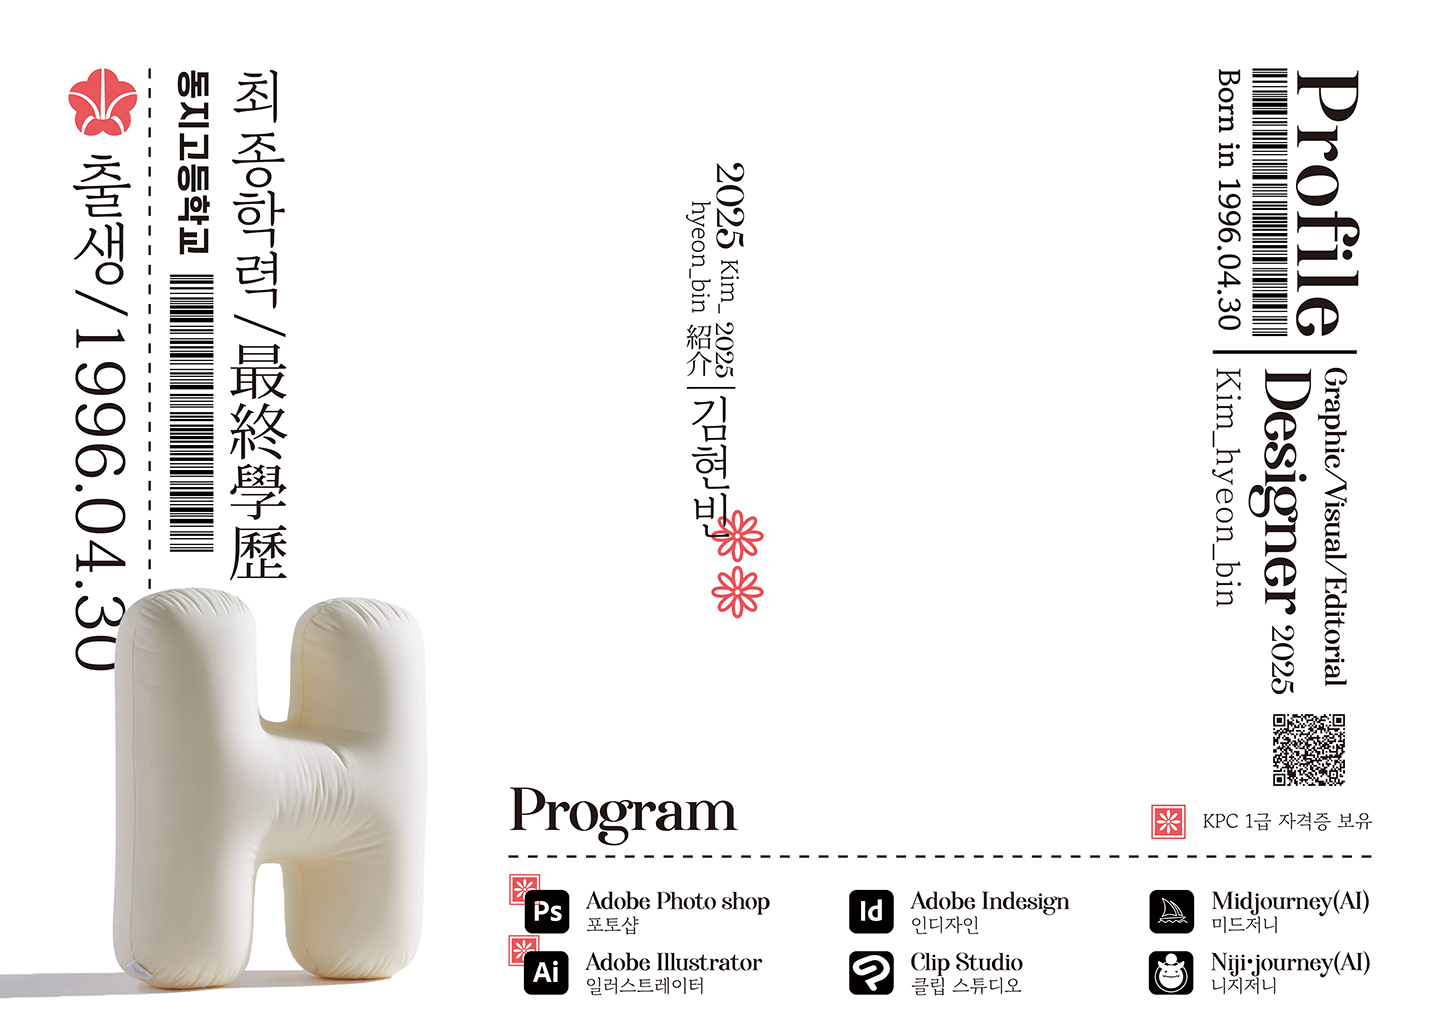 출생/1996.04.30
동지고등학교
최종학력/最終學歷
2025 Kim_
hyeon_bin
2025
紹介
김현빈
Profile
Born in 1996.04.30
Graphic/Visual/Editorial
Designer 2025
Kim_hyeon_bin
Program
KPC 1급 자격증 보유
Ps
Adobe Photo shop
포토샵
Id
Adobe Indesign
인디자인
Midjourney(AI)
미드저니
Ai
Adobe Illustrator
일러스트레이터
Clip Studio
클립 스튜디오
Niji•journey(AI)
니지저니